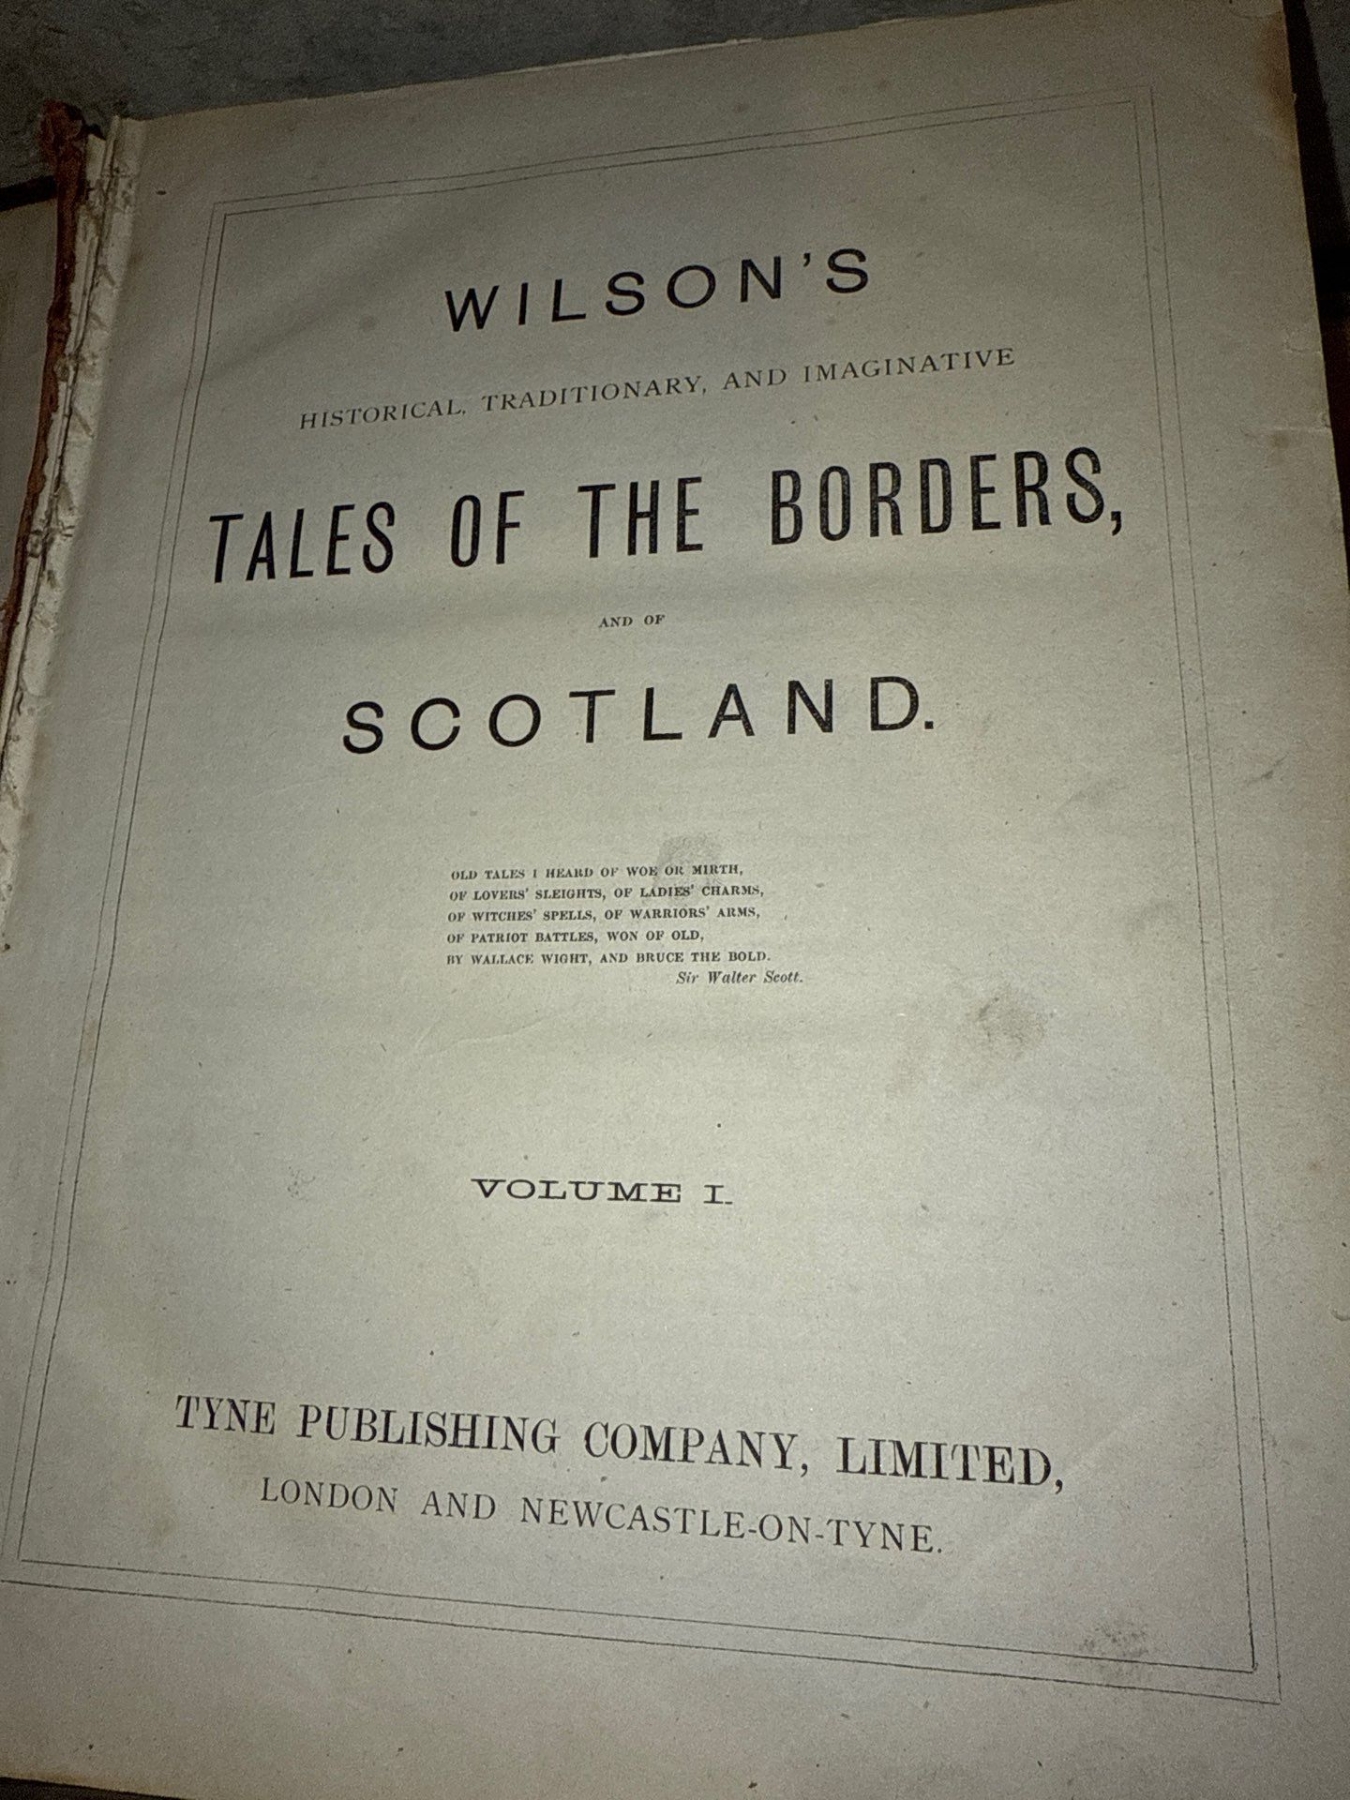 WILSON'S
HISTORICAL, TRADITIONARY, AND IMAGINATIVE
TALES OF THE BORDERS,
AND OF
SCOTLAND.
OLD TALES I HEARD OF WOE OR MIRTH,
OF LOVERS' SLEIGHTS, OF LADIES' CHARMS,
OF WITCHES' SPELLS, OF WARRIORS' ARMS,
OF PATRIOT BATTLES, WON OF OLD,
BY WALLACE WIGHT, AND BRUCE THE BOLD.
Sir Walter Scott.
VOLUME I.
TYNE PUBLISHING COMPANY, LIMITED,
LONDON AND NEWCASTLE-ON-TYNE.